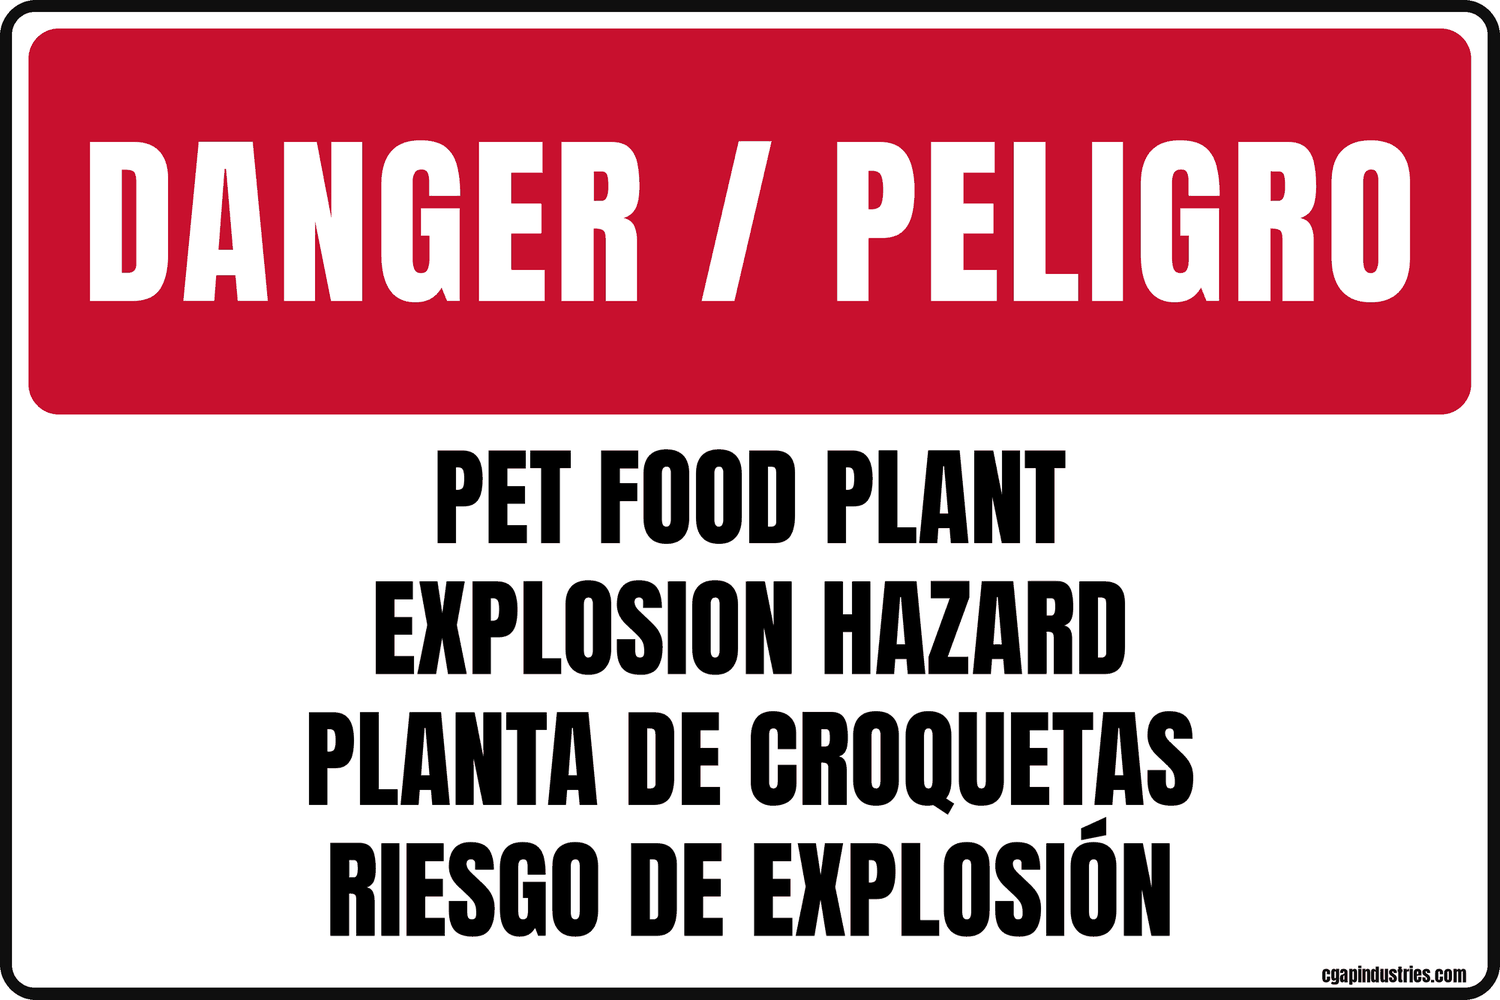 DANGER / PELIGRO
PET FOOD PLANT
EXPLOSION HAZARD
PLANTA DE CROQUETAS
RIESGO DE EXPLOSIÓN
cgapindustries.com